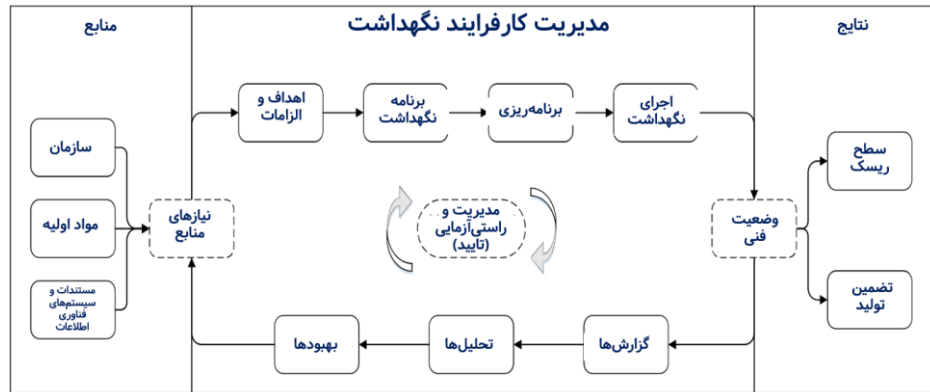 منابع
مدیریت کارفرایند نگهداشت
نتایج
اهداف و
الزامات
برنامه
نگهداشت
برنامه‌ریزی
اجرای
نگهداشت
سازمان
مواد اولیه
مستندات و
سیستم‌های
فناوری
اطلاعات
نیازهای
منابع
مدیریت و
راستی‌آزمایی
(تایید)
وضعیت
فنی
سطح
ریسک
تضمین
تولید
بهبودها
تحلیل‌ها
گزارش‌ها